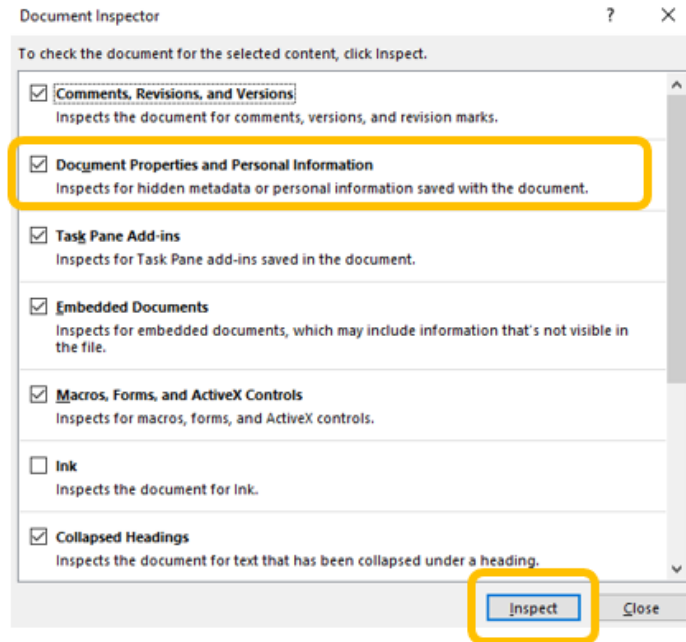 Document Inspector
?
To check the document for the selected content, click Inspect.
Comments, Revisions, and Versions
Inspects the document for comments, versions, and revision marks.
Document Properties and Personal Information
Inspects for hidden metadata or personal information saved with the document.
Task Pane Add-ins
Inspects for Task Pane add-ins saved in the document.
Embedded Documents
Inspects for embedded documents, which may include information that's not visible in
the file.
Macros, Forms, and ActiveX Controls
Inspects for macros, forms, and ActiveX controls.
Ink
Inspects the document for Ink.
Collapsed Headings
Inspects the document for text that has been collapsed under a heading.
Inspect
Close